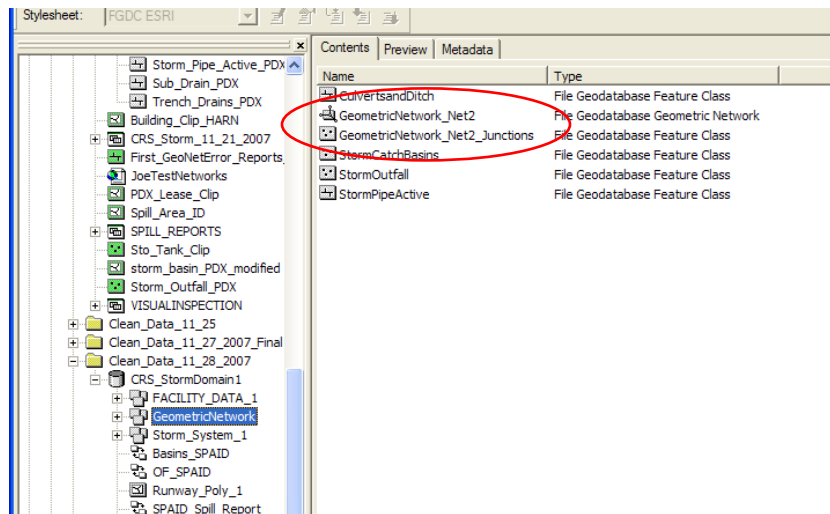 Stylesheet: FGDC ESRI
Storm_Pipe_Active_PDX
Sub_Drain_PDX
Trench_Drains_PDX
Building_Clip_HARN
CRS_Storm_11_21_2007
First_GeoNetError_Reports_
JoeTestNetworks
PDX_Lease_Clip
Spill_Area_ID
SPILL_REPORTS
Sto_Tank_Clip
storm_basin_PDX_modified
Storm_Outfall_PDX
VISUALINSPECTION
Clean_Data_11_25
Clean_Data_11_27_2007_Final
Clean_Data_11_28_2007
CRS_StormDomain1
FACILITY_DATA_1
GeometricNetwork
Storm_System_1
Basins_SPAID
OF_SPAID
Runway_Poly_1
SPAID_Spill_Report
Contents Preview Metadata
Name Type
CulvertsandDitch File Geodatabase Feature Class
GeometricNetwork_Net2 File Geodatabase Geometric Network
GeometricNetwork_Net2_Junctions File Geodatabase Feature Class
StormCatchBasins File Geodatabase Feature Class
StormOutfall File Geodatabase Feature Class
StormPipeActive File Geodatabase Feature Class